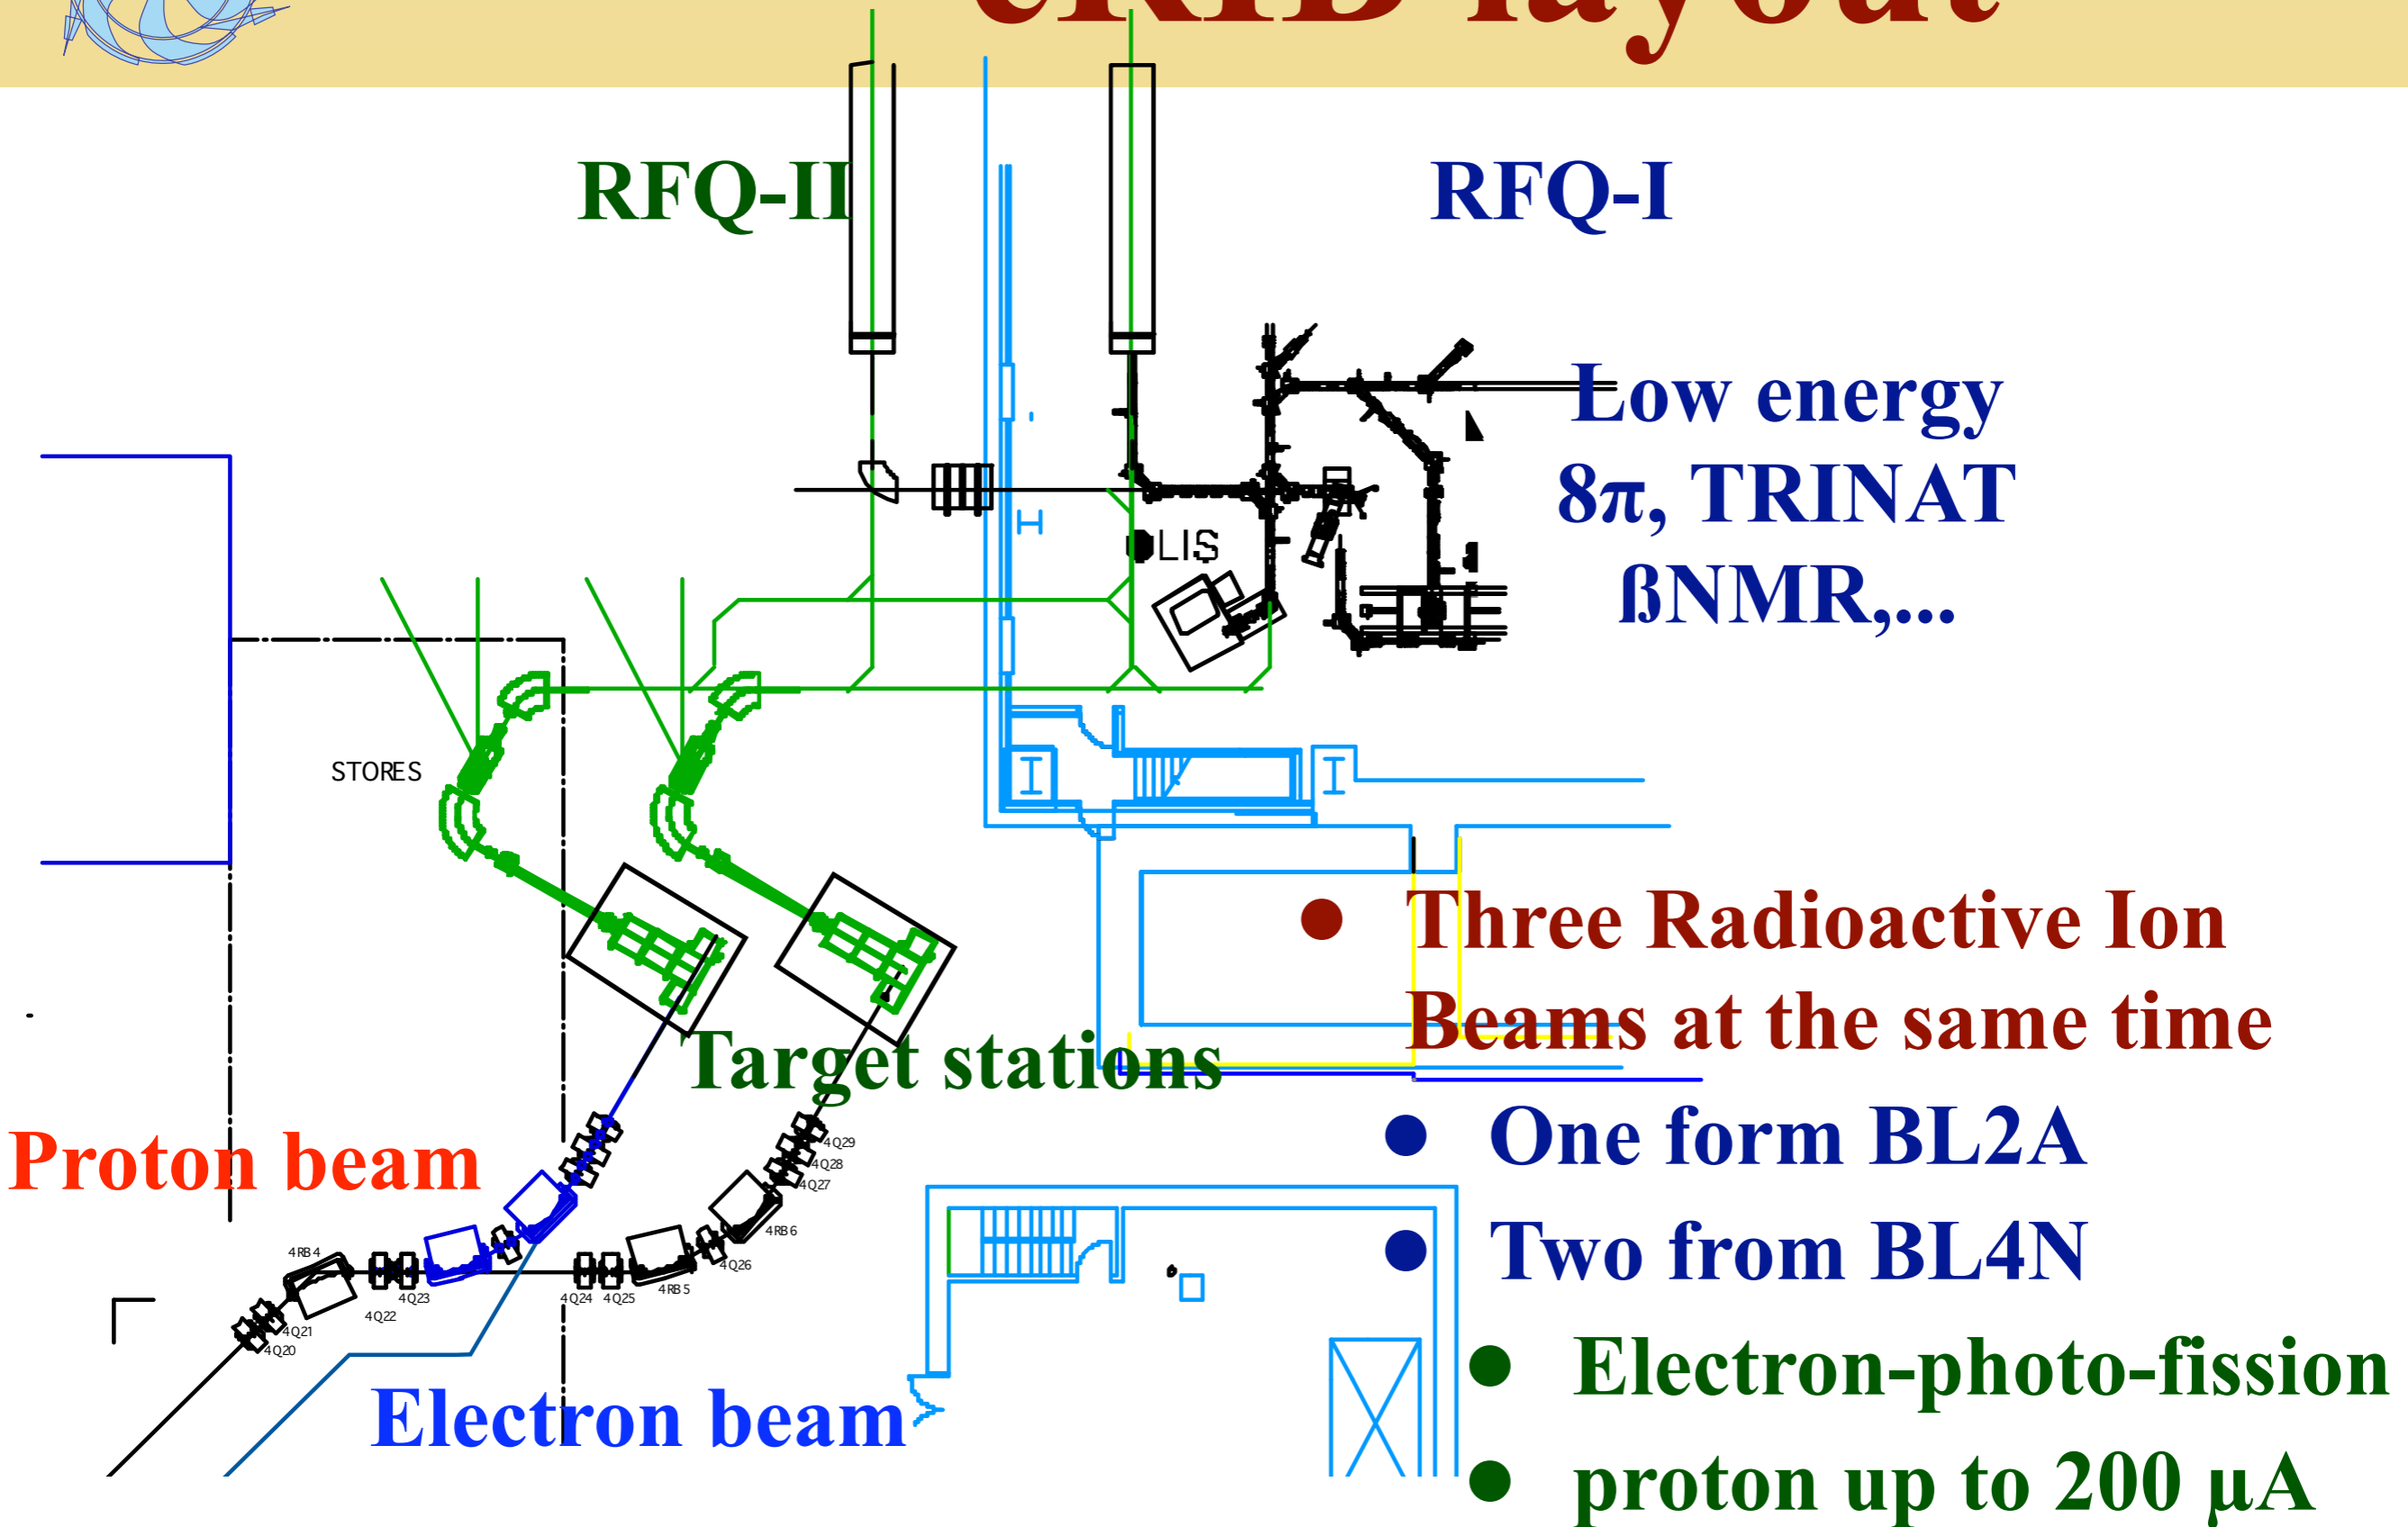 eRIB layout
RFQ-II
RFQ-I
Low energy
8π, TRINAT
ßNMR,...
LIS
STORES
Three Radioactive Ion
Beams at the same time
Target stations
One form BL2A
Two from BL4N
Electron-photo-fission
proton up to 200 µA
Proton beam
Electron beam
4Q29
4Q28
4Q27
4RB6
4Q26
4RB5
4Q25
4Q24
4RB4
4Q23
4Q22
4Q21
4Q20